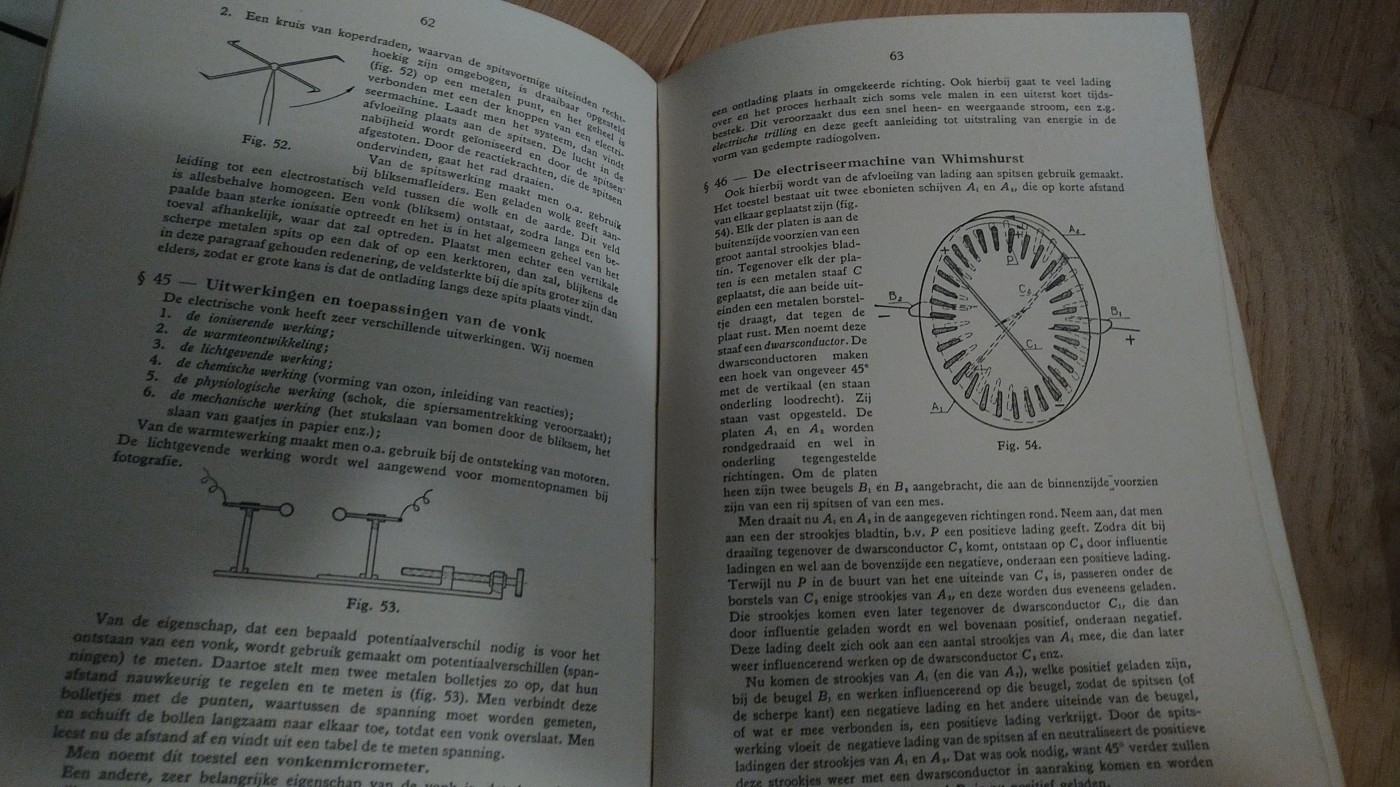 62
2. Een kruis van koperdraden, waarvan de spitsvormige uiteinden recht-
hoekig zijn omgebogen, is draaibaar opgesteld
(fig. 52) op een metalen punt, en het geheel is
verbonden met een der knoppen van een electri-
seermachine. Laadt men het systeem, dan vindt
afvloeiing plaats aan de spitsen. De lucht in de
nabijheid wordt geïoniseerd en door de spitsen
afgestoten. Door de reactiekrachten, die de spitsen
ondervinden, gaat het rad draaien.
Fig. 52.
Van de spitswerking maakt men o.a. gebruik
bij bliksemafleiders. Een geladen wolk geeft aan-
leiding tot een electrostatisch veld tussen die wolk en de aarde. Dit veld
is allesbehalve homogeen. Een vonk (bliksem) ontstaat, zodra langs een be-
paalde baan sterke ionisatie optreedt en het is in het algemeen geheel van het
toeval afhankelijk, waar dat zal optreden. Plaatst men echter een vertikale
scherpe metalen spits op een dak of op een kerktoren, dan zal, blijkens de
in deze paragraaf gehouden redenering, de veldsterkte bij die spits groter zijn dan
elders, zodat er grote kans is dat de ontlading langs deze spits plaats vindt.
§ 45 — Uitwerkingen en toepassingen van de vonk
De electrische vonk heeft zeer verschillende uitwerkingen. Wij noemen
1. de ioniserende werking;
2. de warmteontwikkeling;
3. de lichtgevende werking;
4. de chemische werking (vorming van ozon, inleiding van reacties);
5. de physiologische werking (schok, die spiersamentrekking veroorzaakt);
6. de mechanische werking (het stukslaan van bomen door de bliksem, het
slaan van gaatjes in papier enz.);
Van de warmtewerking maakt men o.a. gebruik bij de ontsteking van motoren.
De lichtgevende werking wordt wel aangewend voor momentopnamen bij
fotografie.
Fig. 53.
Van de eigenschap, dat een bepaald potentiaalverschil nodig is voor het
ontstaan van een vonk, wordt gebruik gemaakt om potentiaalverschillen (span-
ningen) te meten. Daartoe stelt men twee metalen bolletjes zo op, dat hun
afstand nauwkeurig te regelen en te meten is (fig. 53). Men verbindt deze
bolletjes met de punten, waartussen de spanning moet worden gemeten,
en schuift de bollen langzaam naar elkaar toe, totdat een vonk overslaat. Men
leest nu de afstand af en vindt uit een tabel de te meten spanning.
Men noemt dit toestel een vonkenmicrometer.
Een andere, zeer belangrijke eigenschap van de vonk is dat
63
een ontlading plaats in omgekeerde richting. Ook hierbij gaat te veel lading
over en het proces herhaalt zich soms vele malen in een uiterst kort tijds-
bestek. Dit veroorzaakt dus een snel heen- en weergaande stroom, een z.g.
electrische trilling en deze geeft aanleiding tot uitstraling van energie in de
vorm van gedempte radiogolven.
§ 46 — De electriseermachine van Whimshurst
Ook hierbij wordt van de afvloeiing van lading aan spitsen gebruik gemaakt.
Het toestel bestaat uit twee ebonieten schijven A₁ en A₂, die op korte afstand
van elkaar geplaatst zijn (fig.
54). Elk der platen is aan de
buitenzijde voorzien van een
groot aantal strookjes blad-
tin. Tegenover elk der pla-
ten is een metalen staaf C
geplaatst, die aan beide uit-
einden een metalen borstel-
tje draagt, dat tegen de
plaat rust. Men noemt deze
staaf een dwarsconductor. De
dwarsconductoren maken
een hoek van ongeveer 45°
met de vertikaal (en staan
onderling loodrecht). Zij
staan vast opgesteld. De
platen A₁ en A₂ worden
rondgedraaid en wel in
onderling tegengestelde
richtingen. Om de platen
A₂
P
C₂
B₂
B₁
−
+
C₁
A₁
Fig. 54.
heen zijn twee beugels B₁ en B₂ aangebracht, die aan de binnenzijde voorzien
zijn van een rij spitsen of van een mes.
Men draait nu A₁ en A₂ in de aangegeven richtingen rond. Neem aan, dat men
aan een der strookjes bladtin, b.v. P een positieve lading geeft. Zodra dit bij
draaiing tegenover de dwarsconductor C₂ komt, ontstaan op C₂ door influentie
ladingen en wel aan de bovenzijde een negatieve, onderaan een positieve lading.
Terwijl nu P in de buurt van het ene uiteinde van C₂ is, passeren onder de
borstels van C₂ enige strookjes van A₂, en deze worden dus eveneens geladen.
Die strookjes komen even later tegenover de dwarsconductor C₁, die dan
door influentie geladen wordt en wel bovenaan positief, onderaan negatief.
Deze lading deelt zich ook aan een aantal strookjes van A₁ mee, die dan later
weer influencerend werken op de dwarsconductor C₂ enz.
Nu komen de strookjes van A₁ (en die van A₂), welke positief geladen zijn,
bij de beugel B₁ en werken influencerend op die beugel, zodat de spitsen (of
de scherpe kant) een negatieve lading en het andere uiteinde van de beugel,
of wat er mee verbonden is, een positieve lading verkrijgt. Door de spits-
werking vloeit de negatieve lading van de spitsen af en neutraliseert de positieve
ladingen der strookjes van A₁ en A₂. Dat was ook nodig, want 45° verder zullen
deze strookjes weer met een dwarsconductor in aanraking komen en worden
positief geladen.